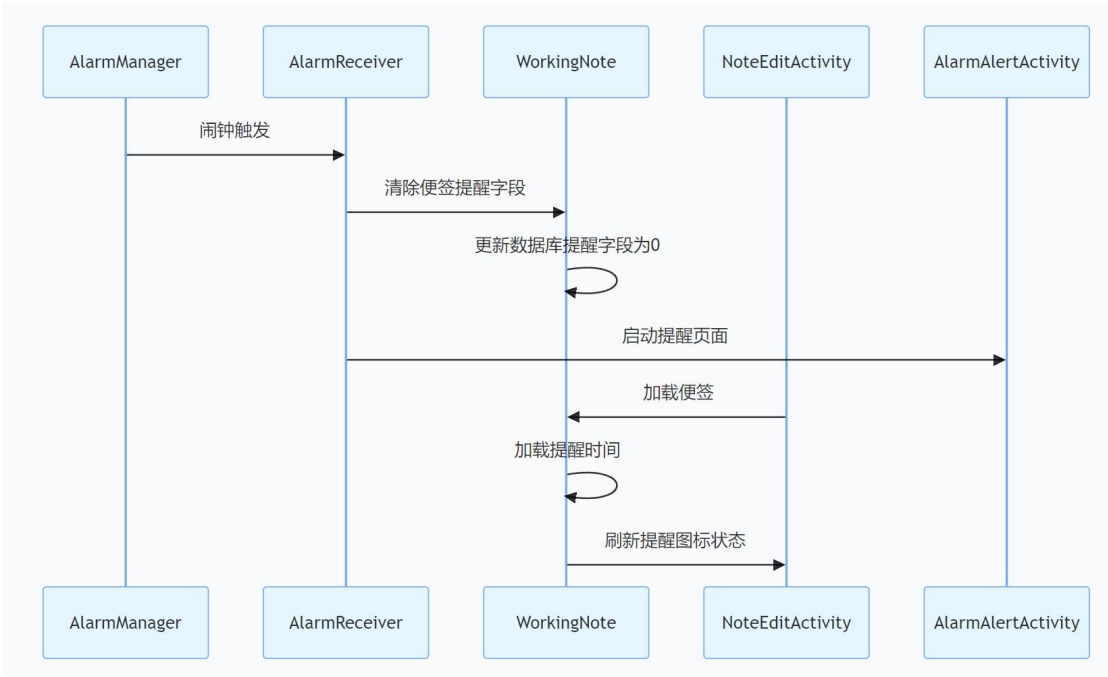 AlarmManager
AlarmReceiver
WorkingNote
NoteEditActivity
AlarmAlertActivity
闹钟触发
清除便签提醒字段
更新数据库提醒字段为0
启动提醒页面
加载便签
加载提醒时间
刷新提醒图标状态
AlarmManager
AlarmReceiver
WorkingNote
NoteEditActivity
AlarmAlertActivity